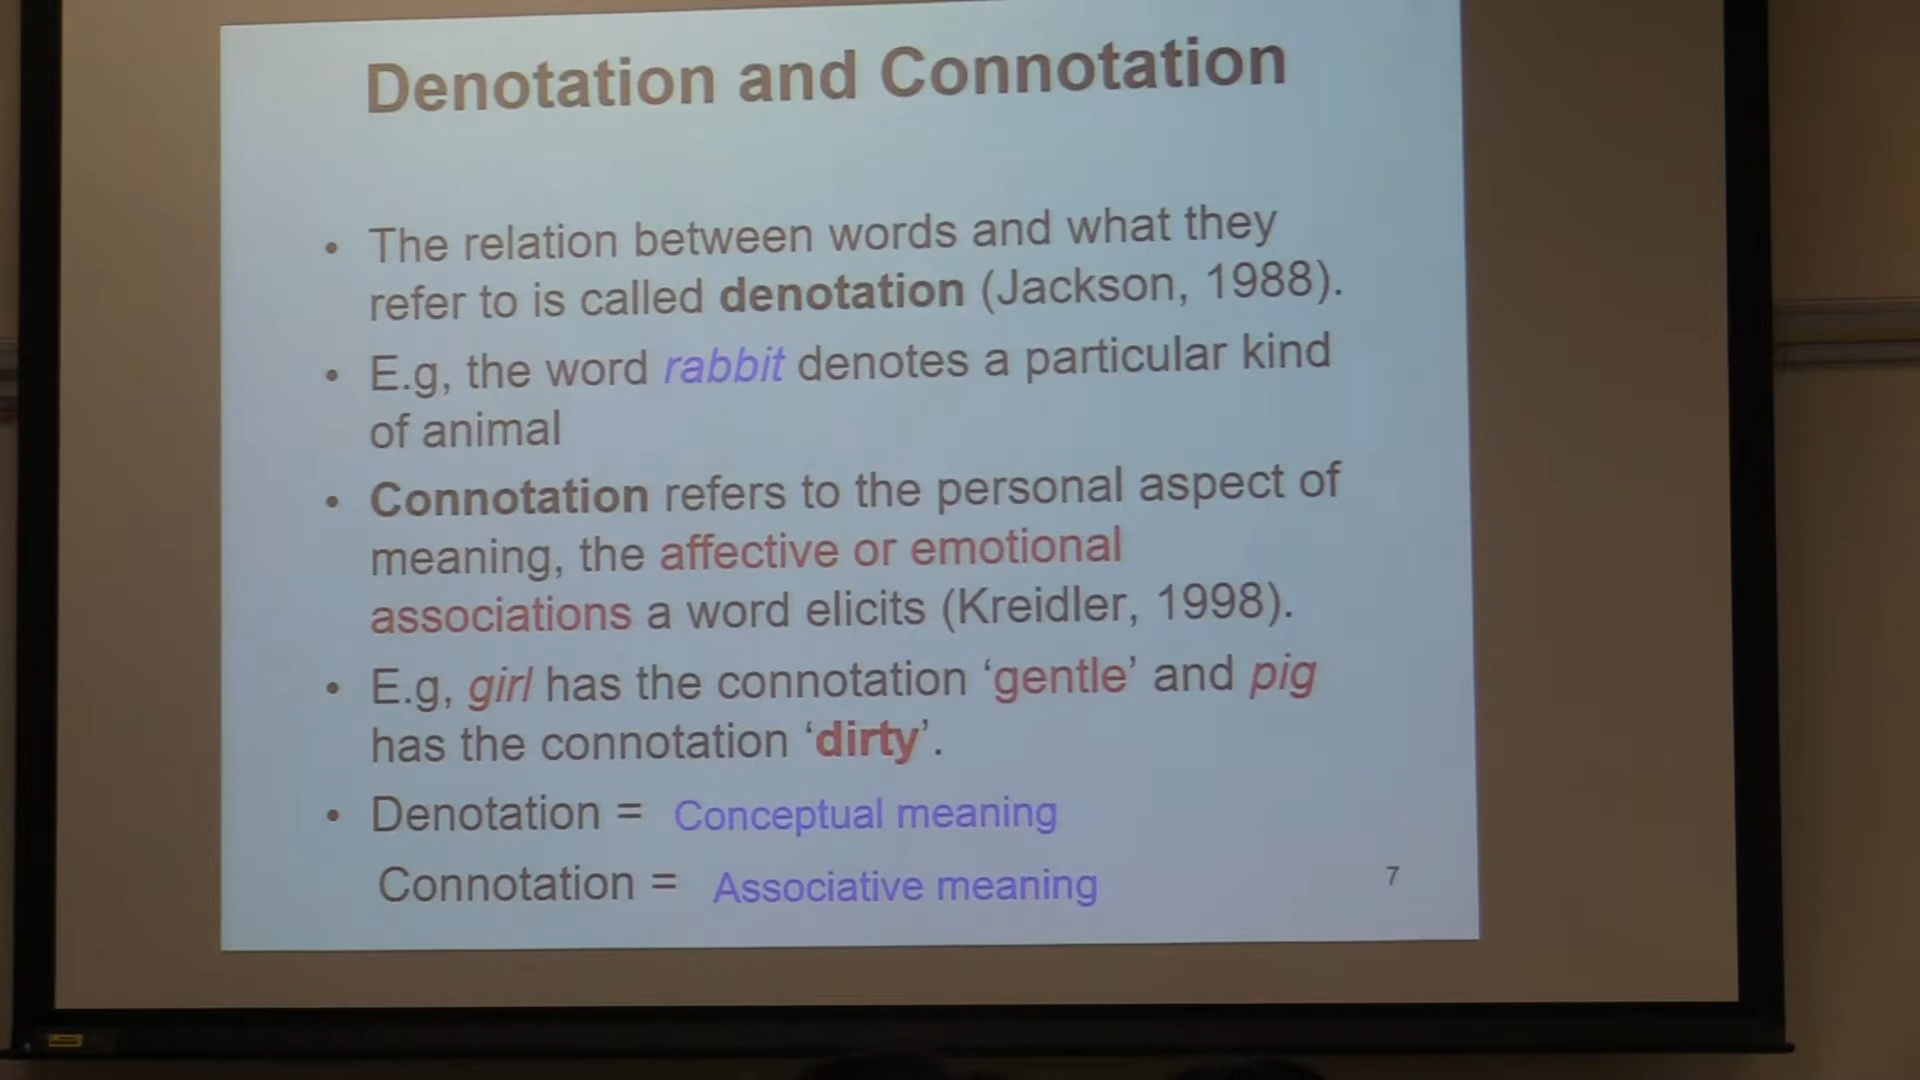 Denotation and Connotation
• The relation between words and what they
refer to is called denotation (Jackson, 1988).
• E.g, the word rabbit denotes a particular kind
of animal
• Connotation refers to the personal aspect of
meaning, the affective or emotional
associations a word elicits (Kreidler, 1998).
• E.g, girl has the connotation ‘gentle’ and pig
has the connotation ‘dirty’.
• Denotation = Conceptual meaning
Connotation = Associative meaning
7